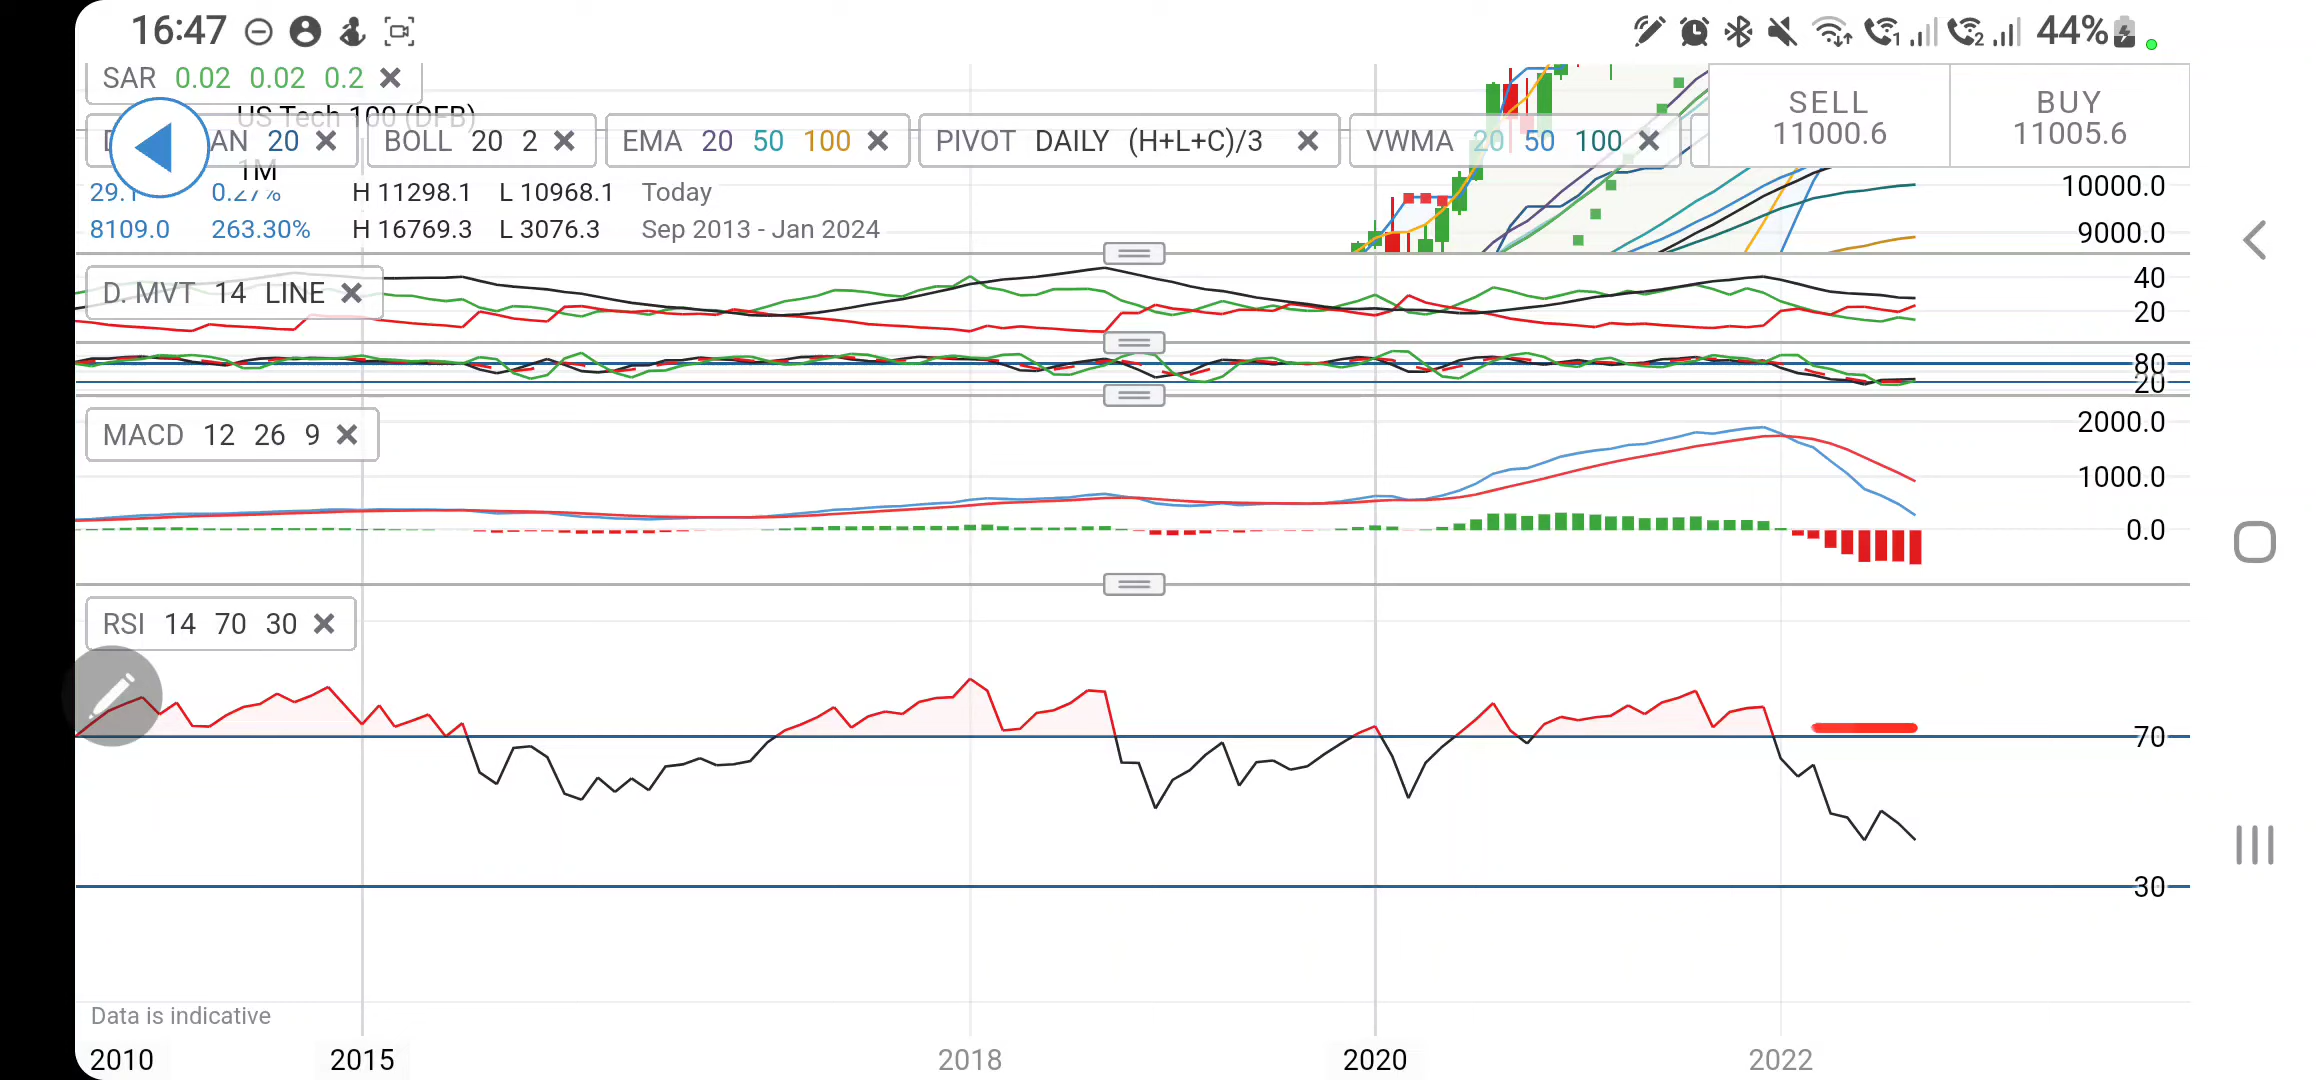 16:47 44%
SAR 0.02 0.02 0.2
US Tech 100 (DFB)
AN 20 BOLL 20 2 EMA 20 50 100 PIVOT DAILY (H+L+C)/3 VWMA 20 50 100
SELL 11000.6
BUY 11005.6
1M
29.1 0.27% H 11298.1 L 10968.1 Today
8109.0 263.30% H 16769.3 L 3076.3 Sep 2013 - Jan 2024
10000.0
9000.0
D. MVT 14 LINE
40
20
80
20
MACD 12 26 9
2000.0
1000.0
0.0
RSI 14 70 30
70
30
Data is indicative
2010 2015 2018 2020 2022